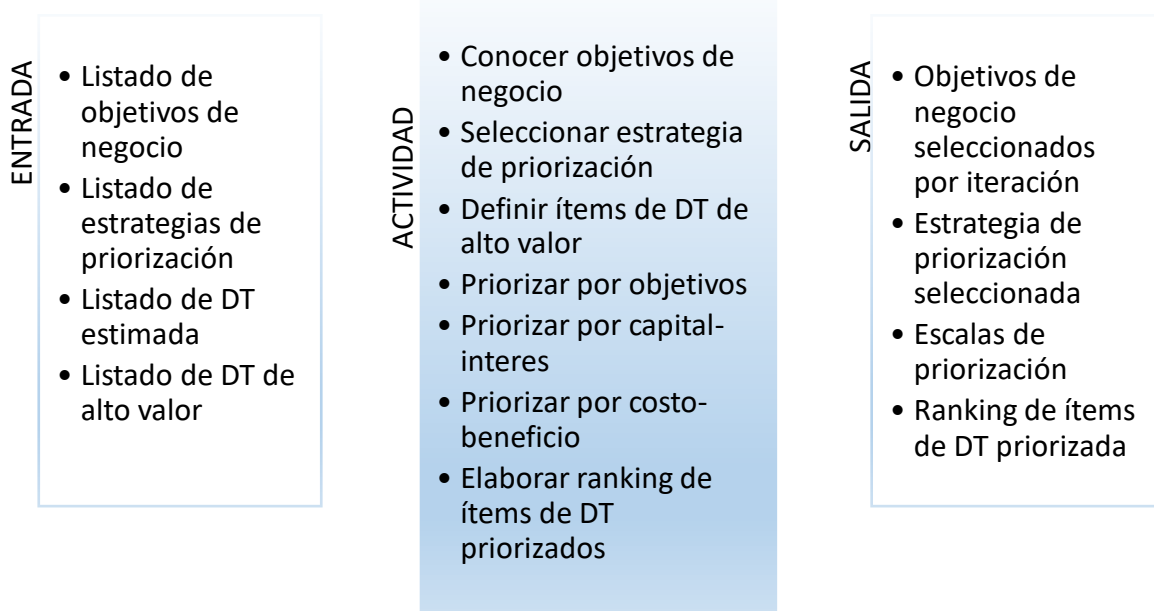 ENTRADA
• Listado de
objetivos de
negocio
• Listado de
estrategias de
priorización
• Listado de DT
estimada
• Listado de DT de
alto valor
ACTIVIDAD
• Conocer objetivos de
negocio
• Seleccionar estrategia
de priorización
• Definir ítems de DT de
alto valor
• Priorizar por objetivos
• Priorizar por capital-
interes
• Priorizar por costo-
beneficio
• Elaborar ranking de
ítems de DT
priorizados
SALIDA
• Objetivos de
negocio
seleccionados
por iteración
• Estrategia de
priorización
seleccionada
• Escalas de
priorización
• Ranking de ítems
de DT priorizada